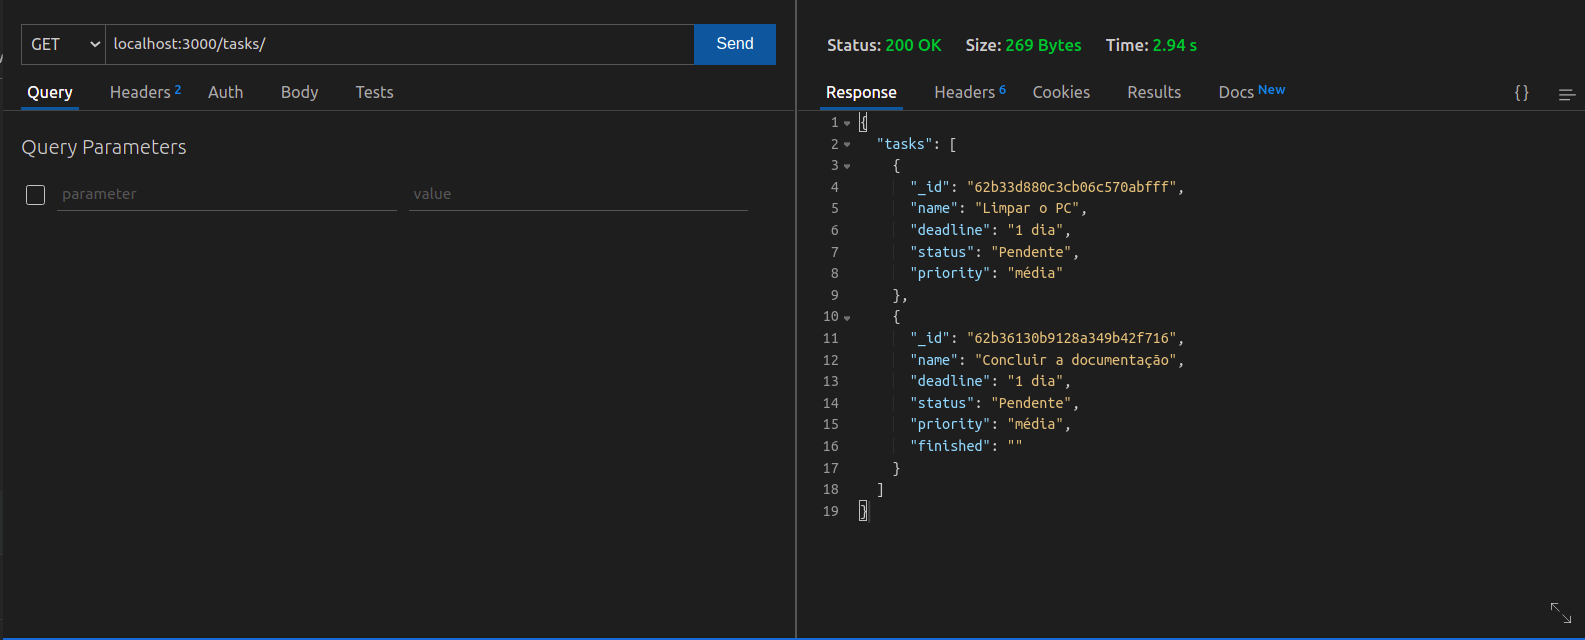 GET localhost:3000/tasks/ Send
Query Headers 2 Auth Body Tests
Query Parameters
parameter value
Status: 200 OK Size: 269 Bytes Time: 2.94 s
Response Headers 6 Cookies Results Docs New {}
1 {
2 "tasks": [
3 {
4 "_id": "62b33d880c3cb06c570abfff",
5 "name": "Limpar o PC",
6 "deadline": "1 dia",
7 "status": "Pendente",
8 "priority": "média"
9 },
10 {
11 "_id": "62b36130b9128a349b42f716",
12 "name": "Concluir a documentação",
13 "deadline": "1 dia",
14 "status": "Pendente",
15 "priority": "média",
16 "finished": ""
17 }
18 ]
19 }